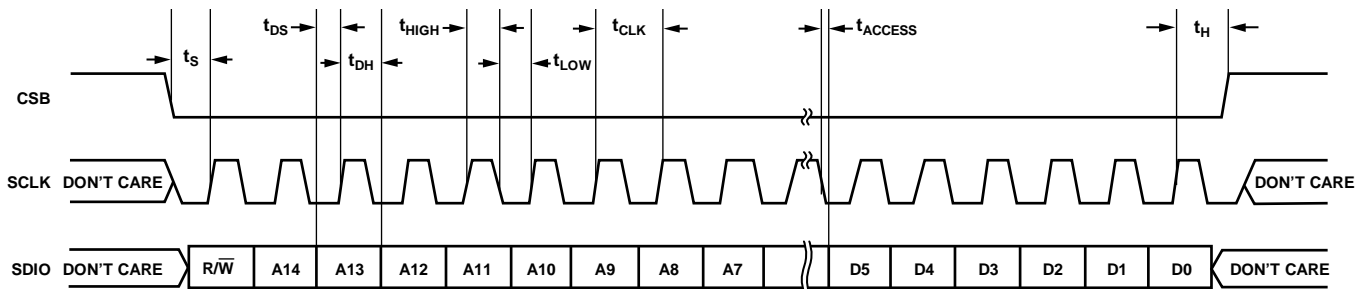 tDS tHIGH tCLK tACCESS tH
tS tDH tLOW
CSB
SCLK DON'T CARE DON'T CARE
SDIO DON'T CARE R/W̅ A14 A13 A12 A11 A10 A9 A8 A7 D5 D4 D3 D2 D1 D0 DON'T CARE